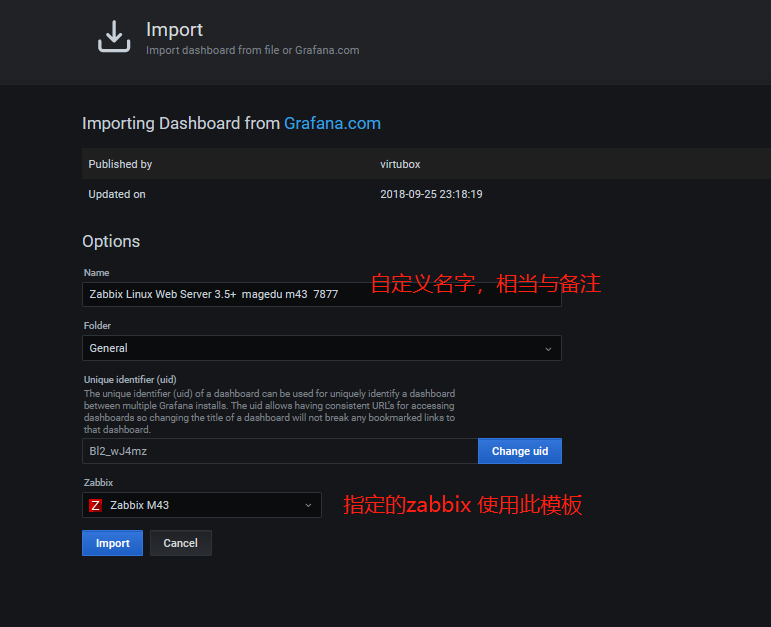 Import
Import dashboard from file or Grafana.com
Importing Dashboard from Grafana.com
Published by virtubox
Updated on 2018-09-25 23:18:19
Options
Name
Zabbix Linux Web Server 3.5+ magedu m43 7877
自定义名字，相当与备注
Folder
General
Unique identifier (uid)
The unique identifier (uid) of a dashboard can be used for uniquely identify a dashboard
between multiple Grafana installs. The uid allows having consistent URL's for accessing
dashboards so changing the title of a dashboard will not break any bookmarked links to
that dashboard.
Bl2_wJ4mz Change uid
Zabbix
Z Zabbix M43 指定的zabbix 使用此模板
Import Cancel